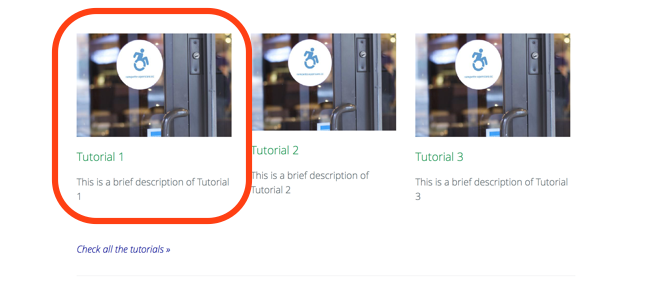 Tutorial 1
This is a brief description of Tutorial
1
Tutorial 2
This is a brief description of
Tutorial 2
Tutorial 3
This is a brief description of Tutorial
3
Check all the tutorials »